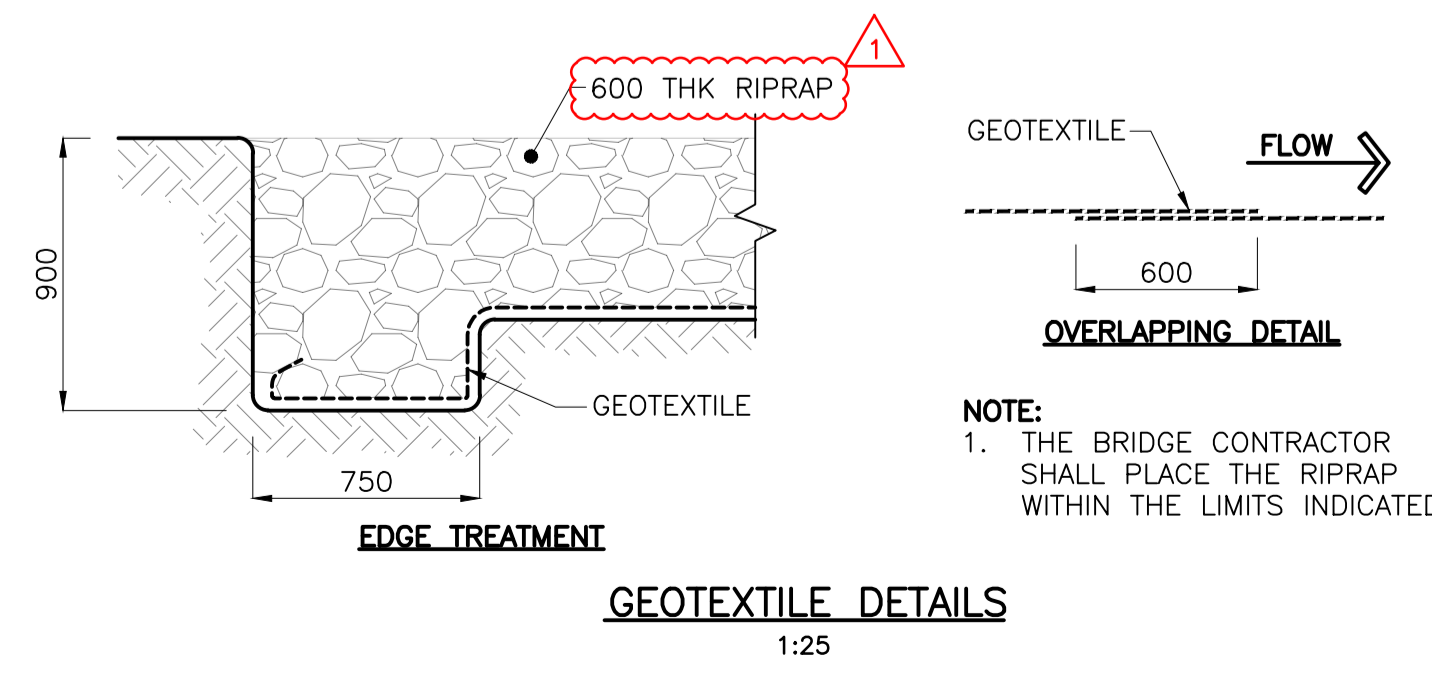 1
600 THK RIPRAP
900
GEOTEXTILE
750
EDGE TREATMENT
GEOTEXTILE
FLOW
600
OVERLAPPING DETAIL
NOTE:
1. THE BRIDGE CONTRACTOR
SHALL PLACE THE RIPRAP
WITHIN THE LIMITS INDICATED
GEOTEXTILE DETAILS
1:25